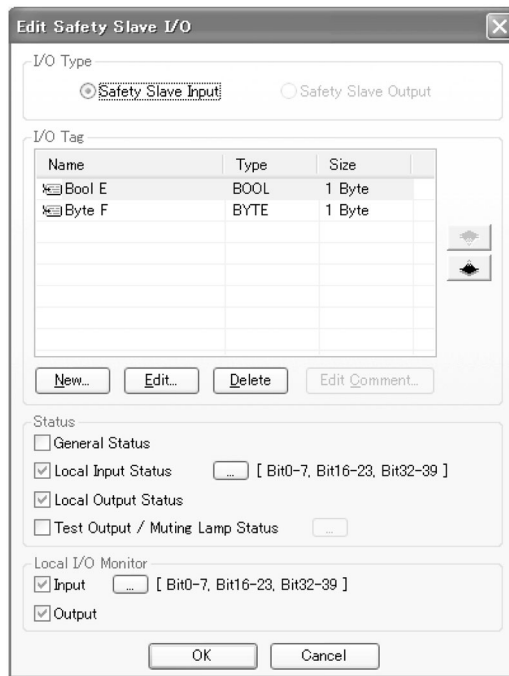 Edit Safety Slave I/O
I/O Type
Safety Slave Input
Safety Slave Output
I/O Tag
Name Type Size
Bool E BOOL 1 Byte
Byte F BYTE 1 Byte
New... Edit... Delete Edit Comment...
Status
General Status
Local Input Status ... [ Bit0-7, Bit16-23, Bit32-39 ]
Local Output Status
Test Output / Muting Lamp Status ...
Local I/O Monitor
Input ... [ Bit0-7, Bit16-23, Bit32-39 ]
Output
OK Cancel